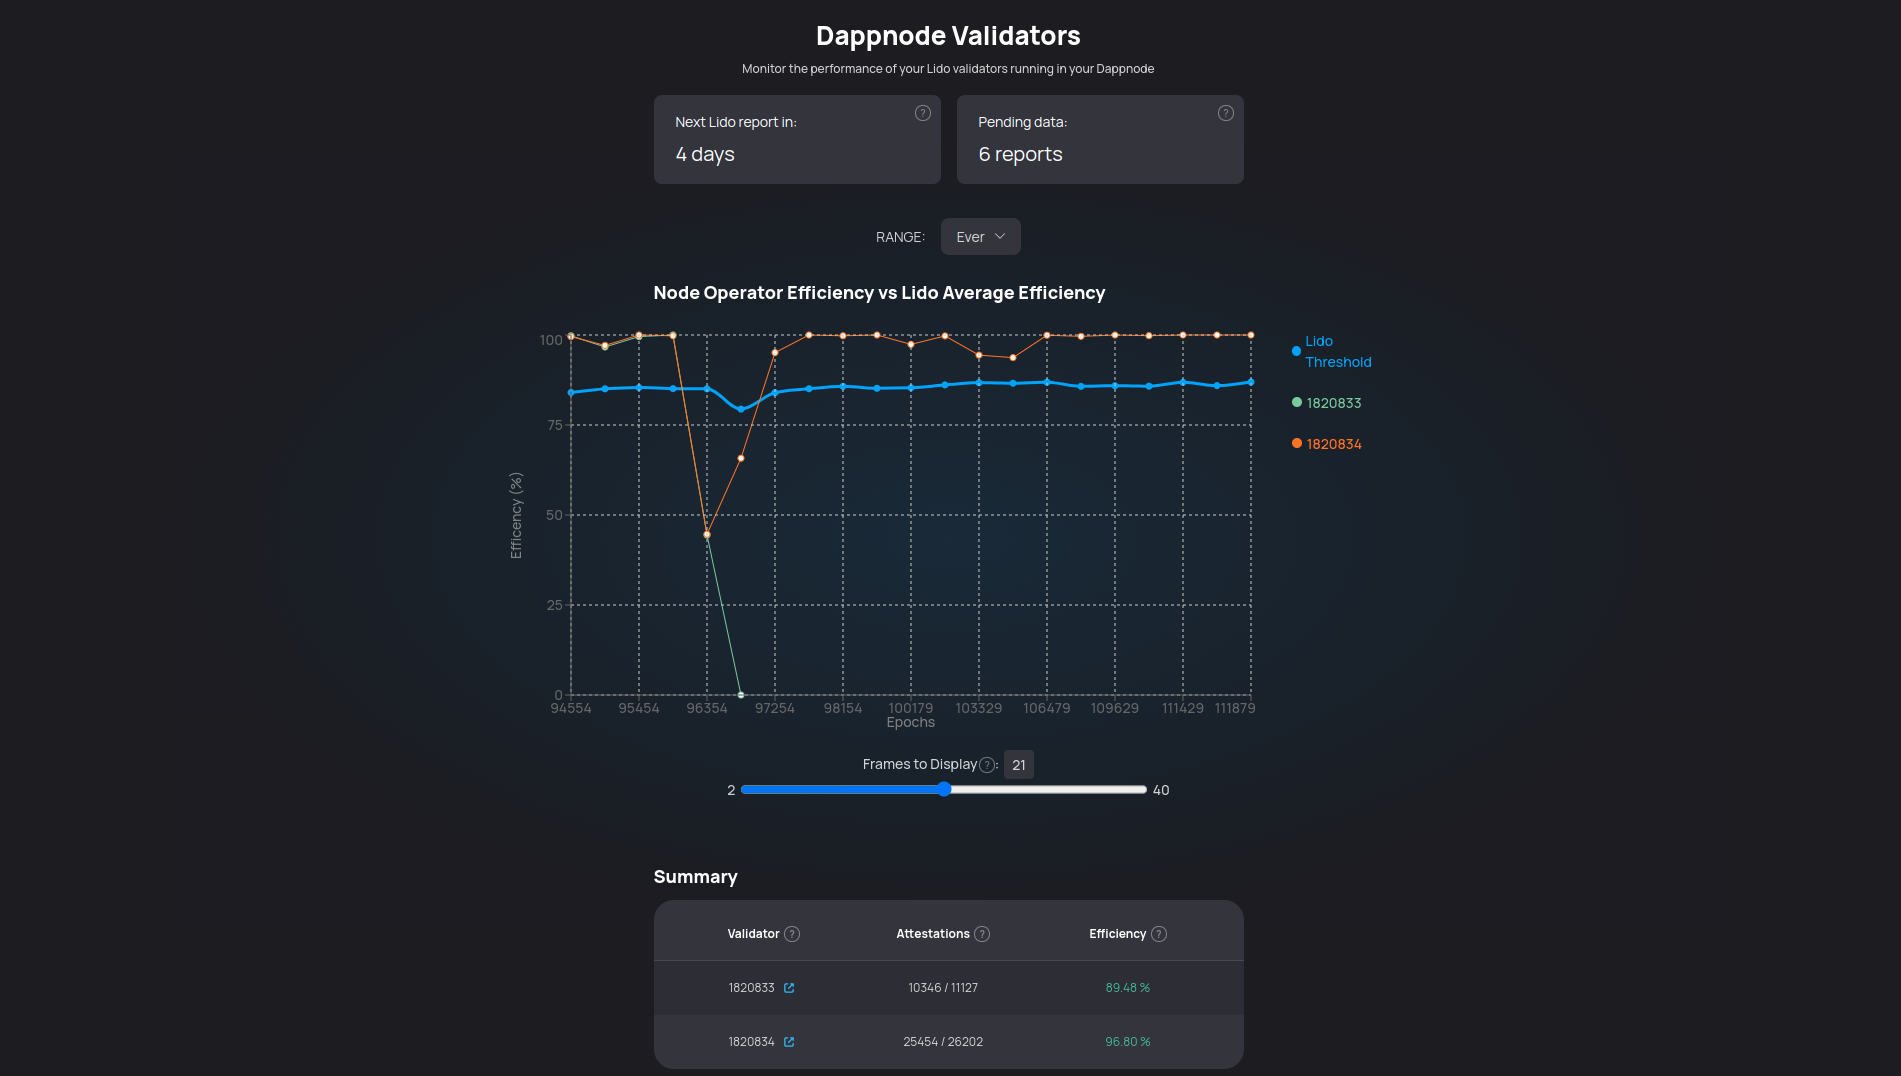 Dappnode Validators
Monitor the performance of your Lido validators running in your Dappnode
Next Lido report in: ?
4 days
Pending data: ?
6 reports
RANGE: Ever
Node Operator Efficiency vs Lido Average Efficiency
100
75
50
25
0
Efficency (%)
94554 95454 96354 97254 98154 100179 103329 106479 109629 111429 111879
Epochs
Lido
Threshold
1820833
1820834
Frames to Display ? : 21
2 40
Summary
Validator ? Attestations ? Efficiency ?
1820833 10346 / 11127 89.48 %
1820834 25454 / 26202 96.80 %